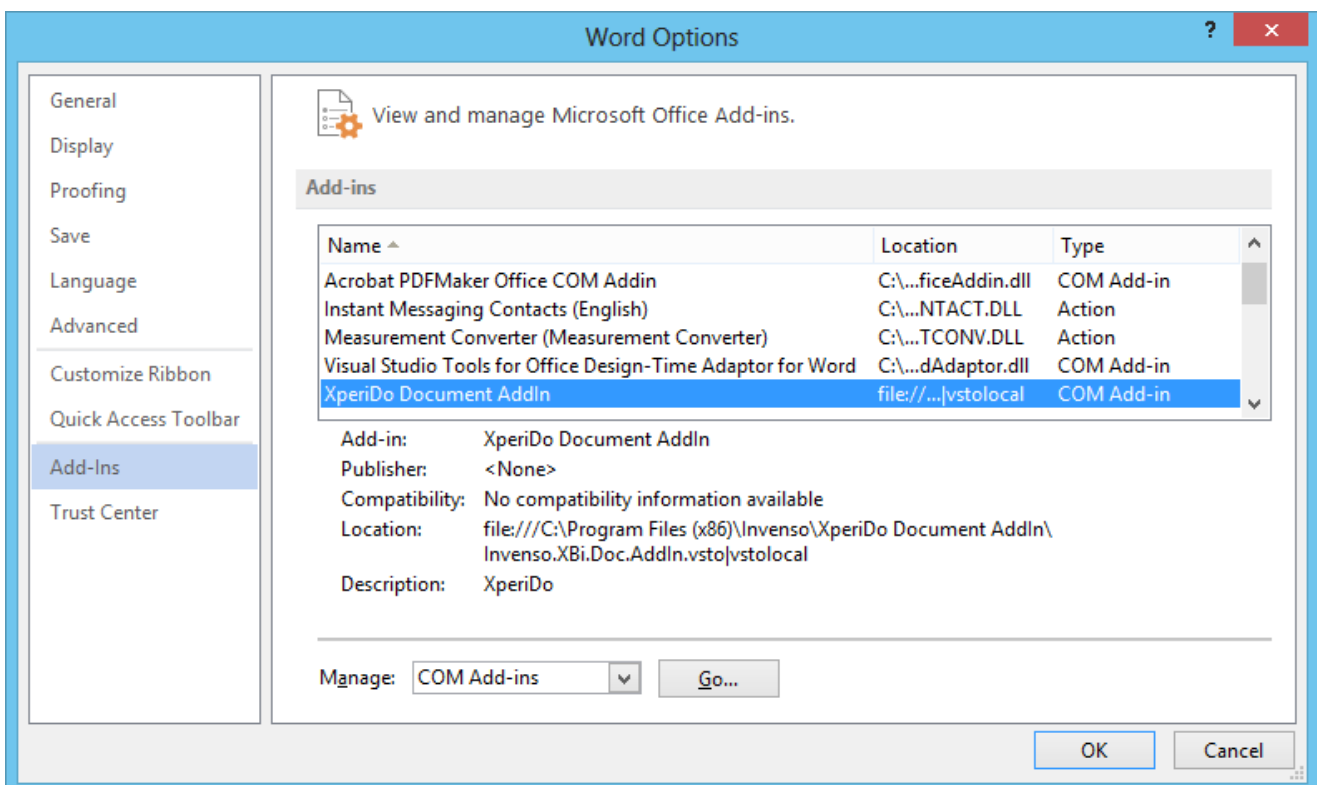 Word Options
?
General
Display
Proofing
Save
Language
Advanced
Customize Ribbon
Quick Access Toolbar
Add-Ins
Trust Center
View and manage Microsoft Office Add-ins.
Add-ins
Name Location Type
Acrobat PDFMaker Office COM Addin C:\...ficeAddin.dll COM Add-in
Instant Messaging Contacts (English) C:\...NTACT.DLL Action
Measurement Converter (Measurement Converter) C:\...TCONV.DLL Action
Visual Studio Tools for Office Design-Time Adaptor for Word C:\...dAdaptor.dll COM Add-in
XperiDo Document AddIn file://...|vstolocal COM Add-in
Add-in: XperiDo Document AddIn
Publisher: <None>
Compatibility: No compatibility information available
Location: file:///C:\Program Files (x86)\Invenso\XperiDo Document AddIn\
Invenso.XBi.Doc.AddIn.vsto|vstolocal
Description: XperiDo
Manage: COM Add-ins Go...
OK Cancel